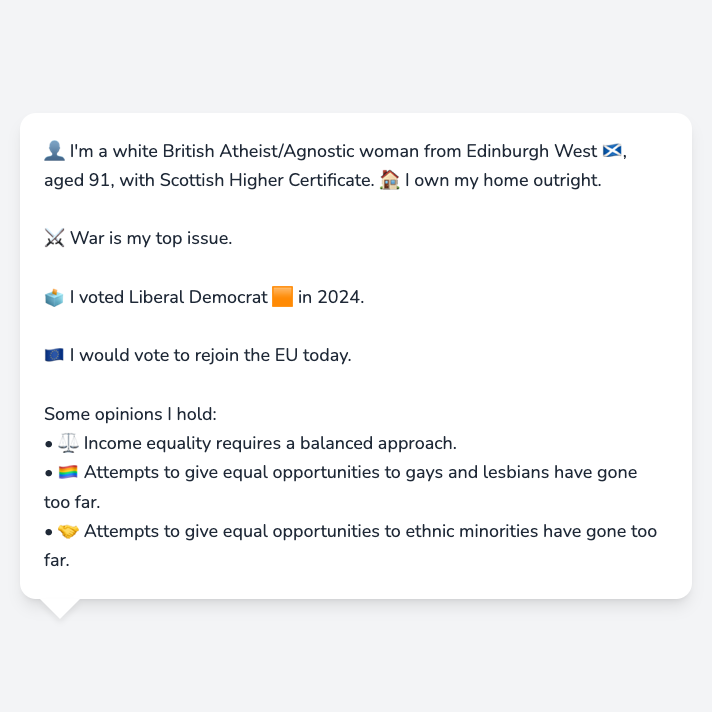 👤 I'm a white British Atheist/Agnostic woman from Edinburgh West 🏴󠁧󠁢󠁳󠁣󠁴󠁿,
aged 91, with Scottish Higher Certificate. 🏠 I own my home outright.
⚔️ War is my top issue.
🗳️ I voted Liberal Democrat 🟧 in 2024.
🇪🇺 I would vote to rejoin the EU today.
Some opinions I hold:
• ⚖️ Income equality requires a balanced approach.
• 🏳️‍🌈 Attempts to give equal opportunities to gays and lesbians have gone
too far.
• 🤝 Attempts to give equal opportunities to ethnic minorities have gone too
far.